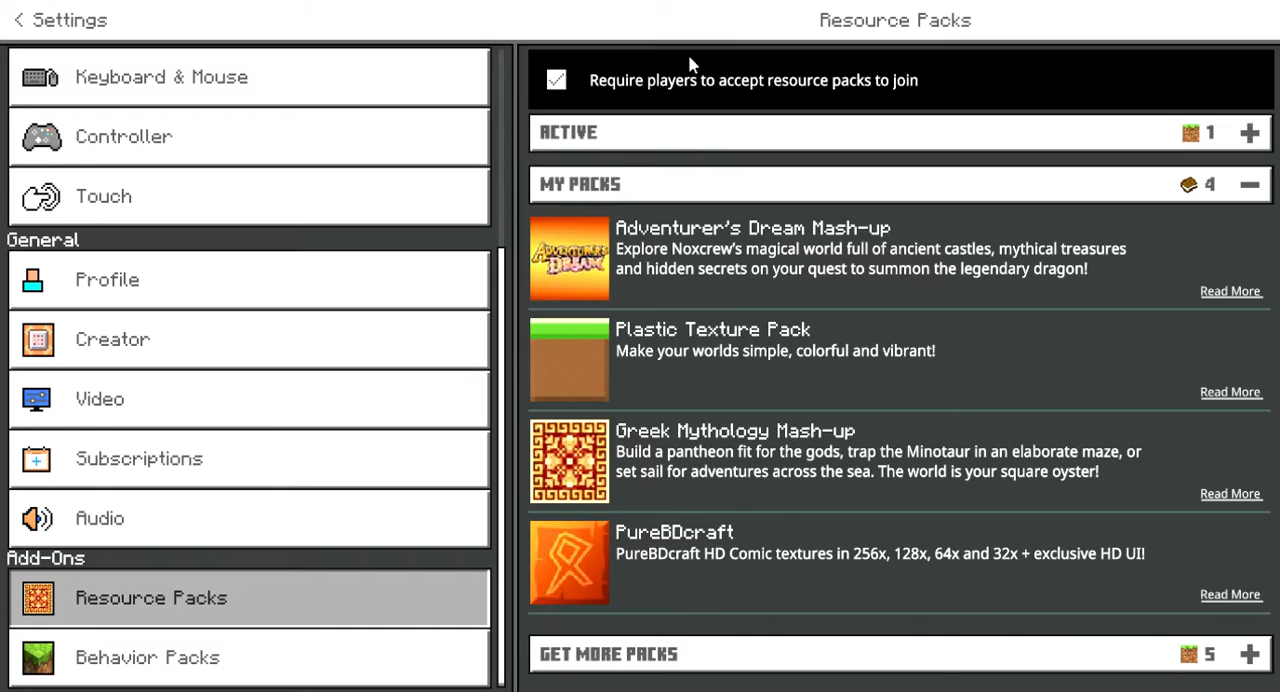 Settings
Resource Packs
Keyboard & Mouse
Controller
Touch
General
Profile
Creator
Video
Subscriptions
Audio
Add-Ons
Resource Packs
Behavior Packs
Require players to accept resource packs to join
ACTIVE 1
MY PACKS 4
ADVENTURER'S
DREAM
Adventurer's Dream Mash-up
Explore Noxcrew's magical world full of ancient castles, mythical treasures
and hidden secrets on your quest to summon the legendary dragon!
Read More
Plastic Texture Pack
Make your worlds simple, colorful and vibrant!
Read More
Greek Mythology Mash-up
Build a pantheon fit for the gods, trap the Minotaur in an elaborate maze, or
set sail for adventures across the sea. The world is your square oyster!
Read More
PureBDcraft
PureBDcraft HD Comic textures in 256x, 128x, 64x and 32x + exclusive HD UI!
Read More
GET MORE PACKS 5